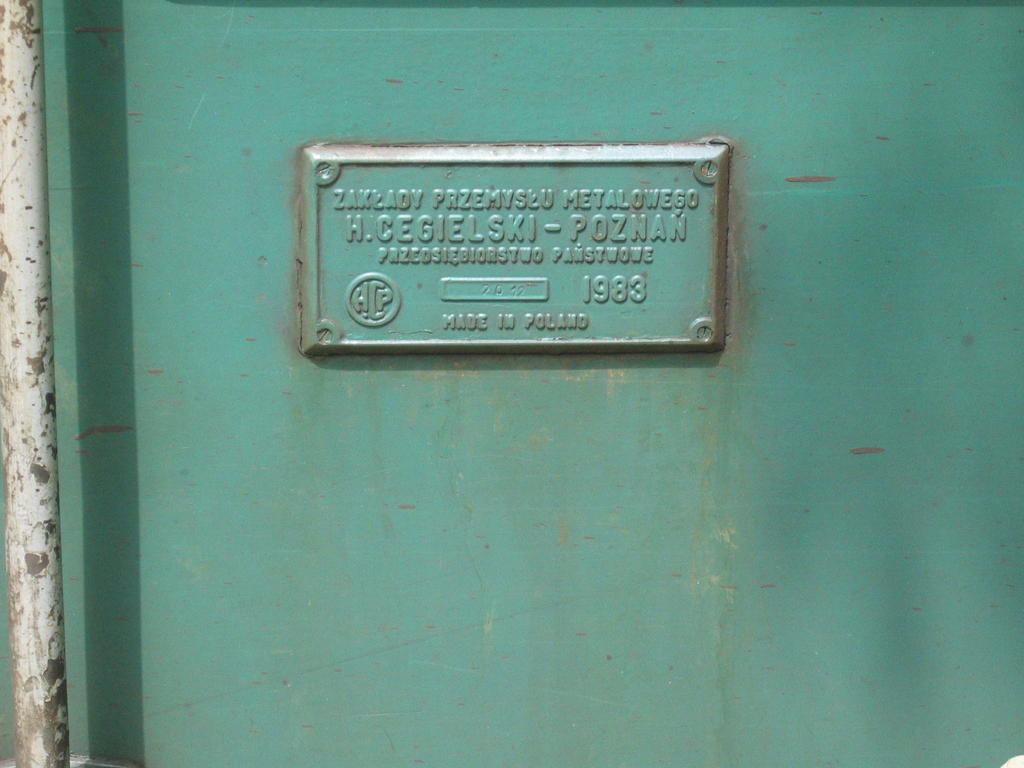 ZAKŁADY PRZEMYSŁU METALOWEGO
H.CEGIELSKI-POZNAŃ
PRZEDSIĘBIORSTWO PAŃSTWOWE
HCP 1983
MADE IN POLAND